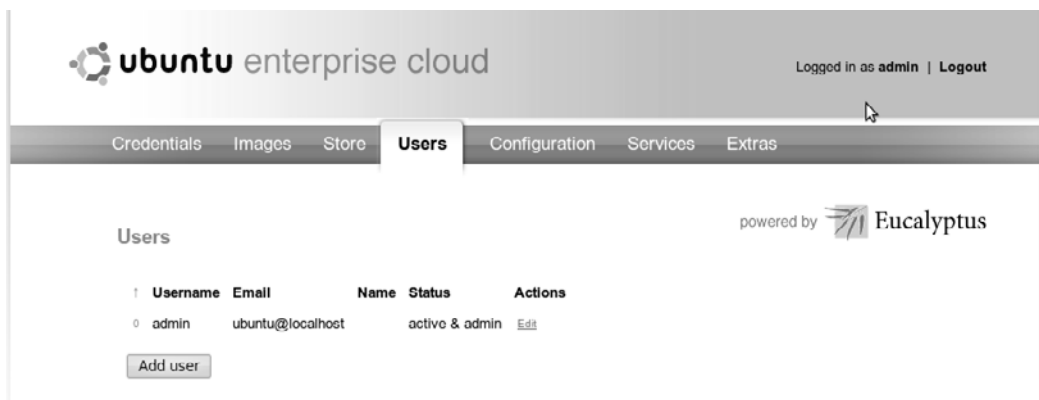 ubuntu enterprise cloud
Logged in as admin | Logout
Credentials Images Store Users Configuration Services Extras
powered by Eucalyptus
Users
↑ Username Email Name Status Actions
0 admin ubuntu@localhost active & admin Edit
Add user